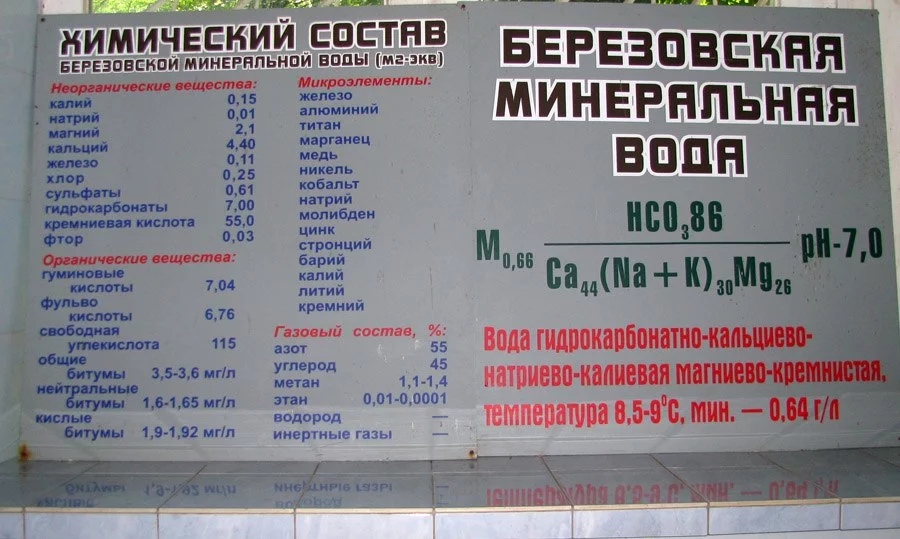 ХИМИЧЕСКИЙ СОСТАВ
БЕРЕЗОВСКОЙ МИНЕРАЛЬНОЙ ВОДЫ (мг-экв)
Неорганические вещества:
калий 0,15
натрий 0,01
магний 2,1
кальций 4,40
железо 0,11
хлор 0,25
сульфаты 0,61
гидрокарбонаты 7,00
кремниевая кислота 55,0
фтор 0,03
Органические вещества:
гуминовые
кислоты 7,04
фульво
кислоты 6,76
свободная
углекислота 115
общие
битумы 3,5-3,6 мг/л
нейтральные
битумы 1,6-1,65 мг/л
кислые
битумы 1,9-1,92 мг/л
Микроэлементы:
железо
алюминий
титан
марганец
медь
никель
кобальт
натрий
молибден
цинк
стронций
барий
калий
литий
кремний
Газовый состав, %:
азот 55
углерод 45
метан 1,1-1,4
этан 0,01-0,0001
водород —
инертные газы —
БЕРЕЗОВСКАЯ
МИНЕРАЛЬНАЯ
ВОДА
HCO₃86
M₀,₆₆ pH-7,0
Ca₄₄(Na+K)₃₀Mg₂₆
Вода гидрокарбонатно-кальциево-
натриево-калиевая магниево-кремнистая,
температура 8,5-9⁰С, мин. — 0,64 г/л